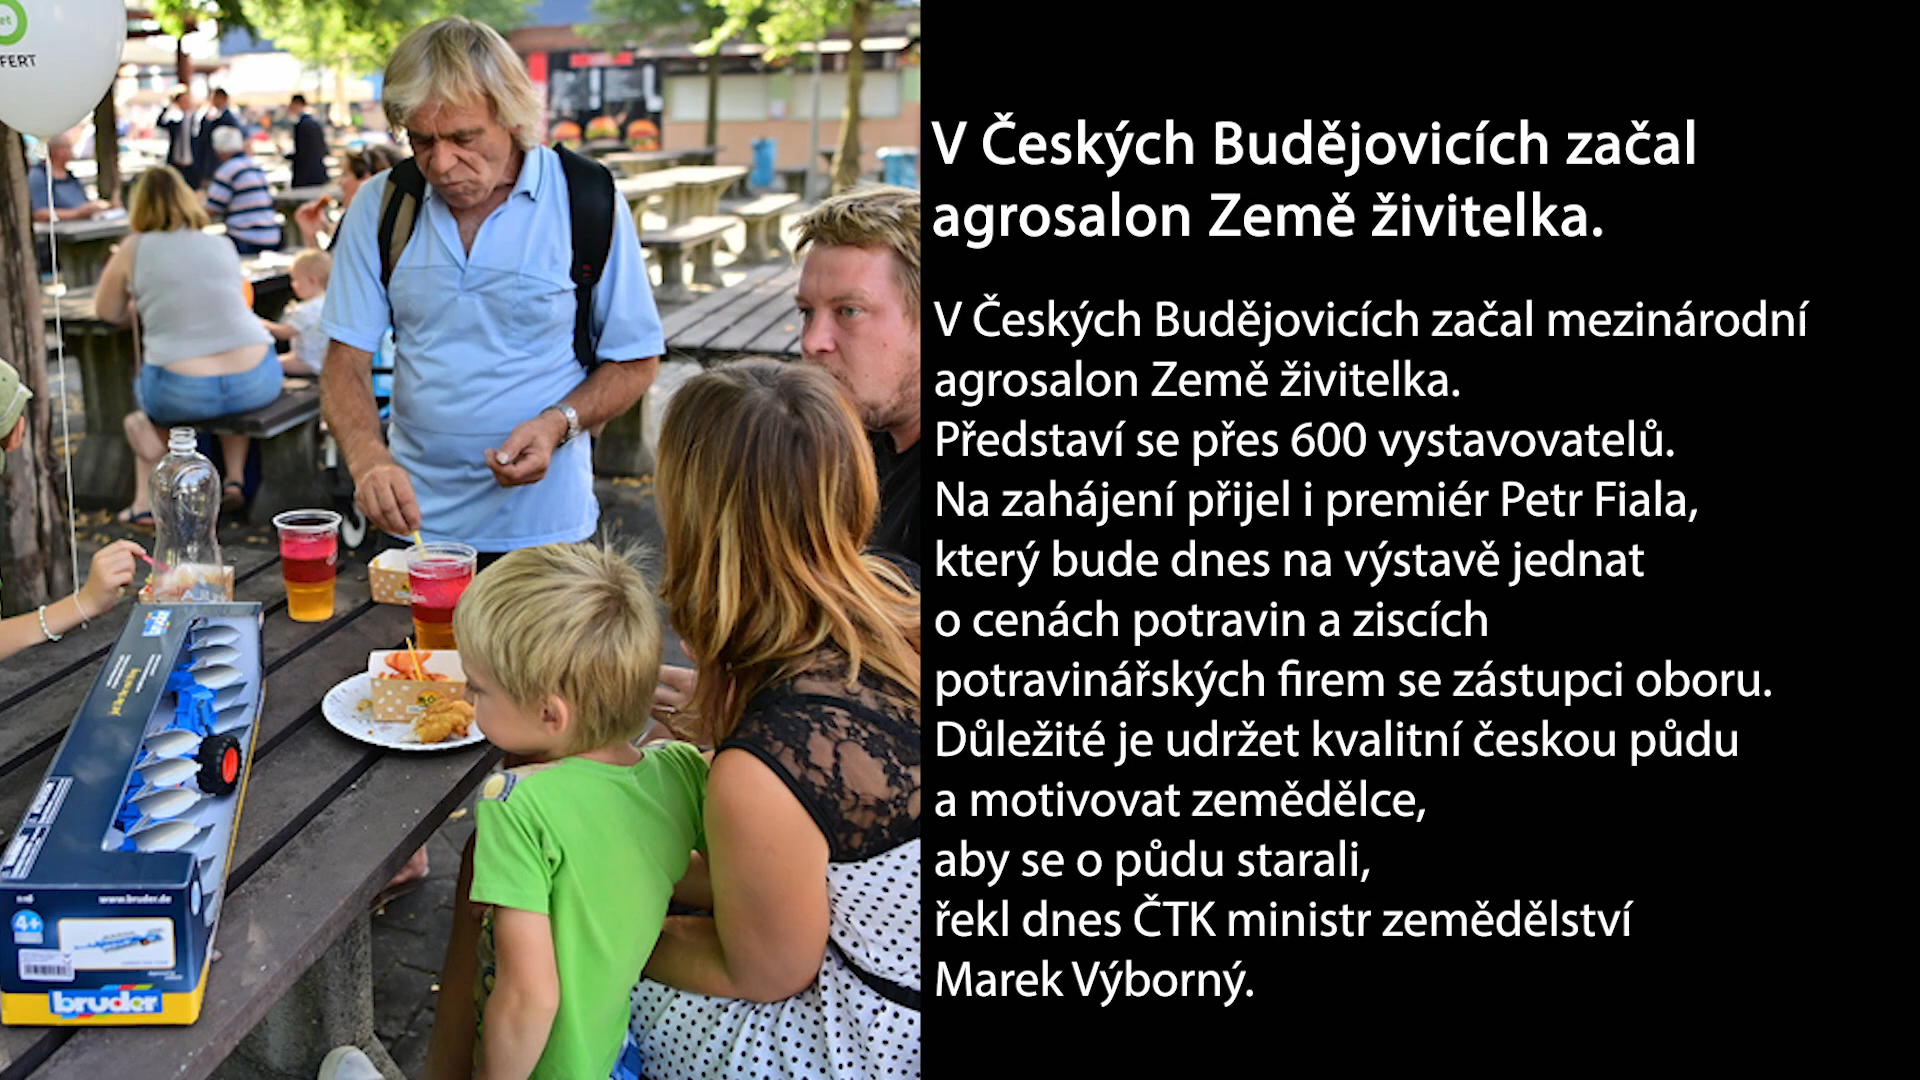 et
FERT
V Českých Budějovicích začal
agrosalon Země živitelka.
V Českých Budějovicích začal mezinárodní
agrosalon Země živitelka.
Představí se přes 600 vystavovatelů.
Na zahájení přijel i premiér Petr Fiala,
který bude dnes na výstavě jednat
o cenách potravin a ziscích
potravinářských firem se zástupci oboru.
Důležité je udržet kvalitní českou půdu
a motivovat zemědělce,
aby se o půdu starali,
řekl dnes ČTK ministr zemědělství
Marek Výborný.
bruder
www.bruder.de
4+
bruder